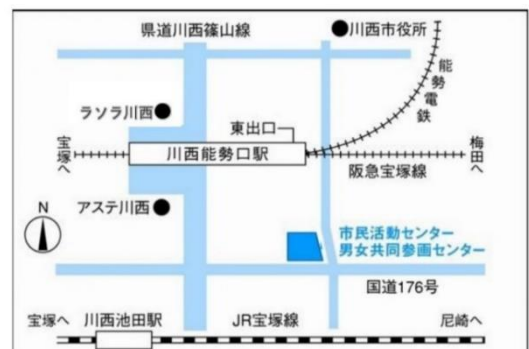 県道川西篠山線
川西市役所
能勢電鉄
ラソラ川西
東出口
宝塚へ
川西能勢口駅
梅田へ
阪急宝塚線
アステ川西
N
市民活動センター
男女共同参画センター
国道176号
宝塚へ
川西池田駅
JR宝塚線
尼崎へ